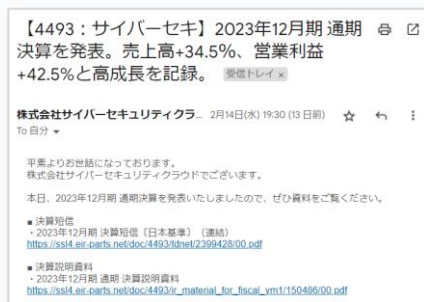 【4493：サイバーセキ】2023年12月期 通期
決算を発表。売上高+34.5%、営業利益
+42.5%と高成長を記録。 受信トレイ ×
株式会社サイバーセキュリティクラ... 2月14日(水) 19:30 (13 日前)
To 自分
平素よりお世話になっております。
株式会社サイバーセキュリティクラウドでございます。
本日、2023年12月期 通期決算を発表いたしましたので、ぜひ資料をご覧ください。
■ 決算短信
・2023年12月期 決算短信〔日本基準〕（連結）
https://ssl4.eir-parts.net/doc/4493/tdnet/2399428/00.pdf
■ 決算説明資料
・2023年12月期 通期 決算説明資料
https://ssl4.eir-parts.net/doc/4493/ir_material_for_fiscal_ym1/150486/00.pdf